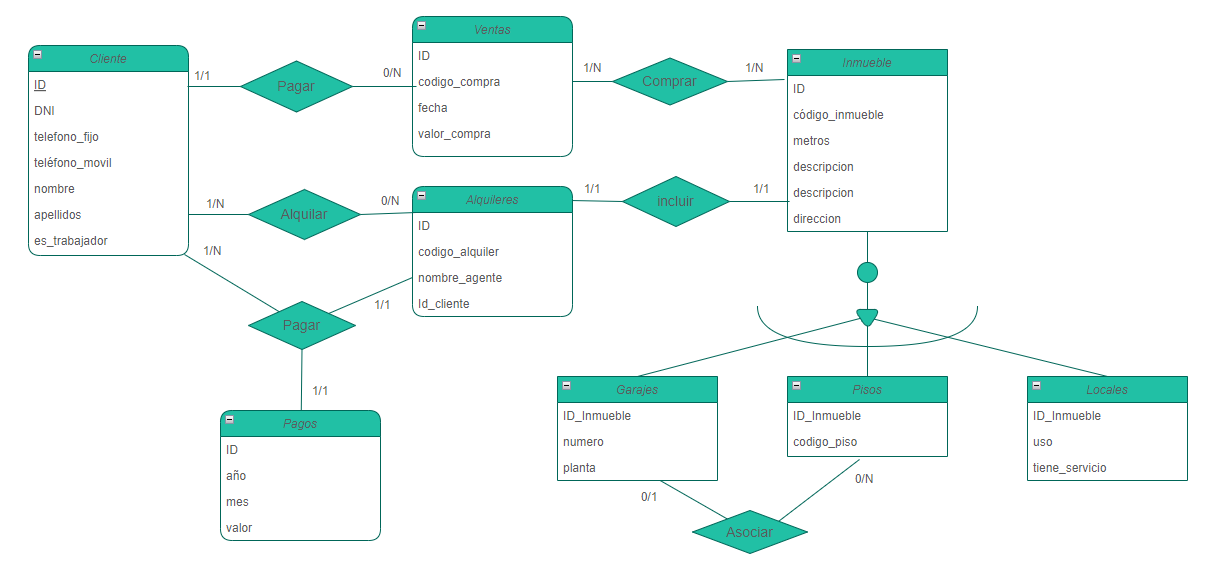 Cliente
ID
DNI
telefono_fijo
teléfono_movil
nombre
apellidos
es_trabajador
1/1
Pagar
0/N
Ventas
ID
codigo_compra
fecha
valor_compra
1/N
Comprar
1/N
Inmueble
ID
código_inmueble
metros
descripcion
descripcion
direccion
1/N
Alquilar
0/N
Alquileres
ID
codigo_alquiler
nombre_agente
Id_cliente
1/1
incluir
1/1
1/N
Pagar
1/1
1/1
Pagos
ID
año
mes
valor
Garajes
ID_Inmueble
numero
planta
Pisos
ID_Inmueble
codigo_piso
Locales
ID_Inmueble
uso
tiene_servicio
0/1
Asociar
0/N